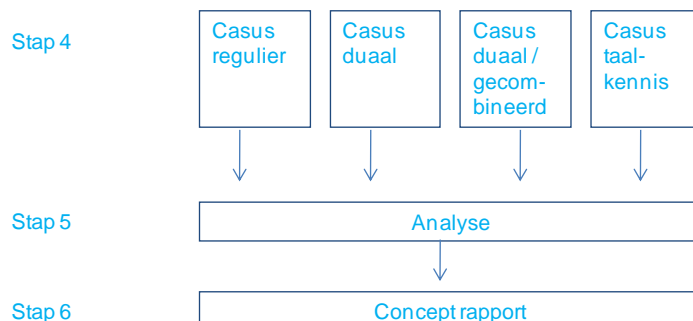 Stap 4
Casus
regulier
Casus
duaal
Casus
duaal /
gecom-
bineerd
Casus
taal-
kennis
Stap 5
Analyse
Stap 6
Concept rapport